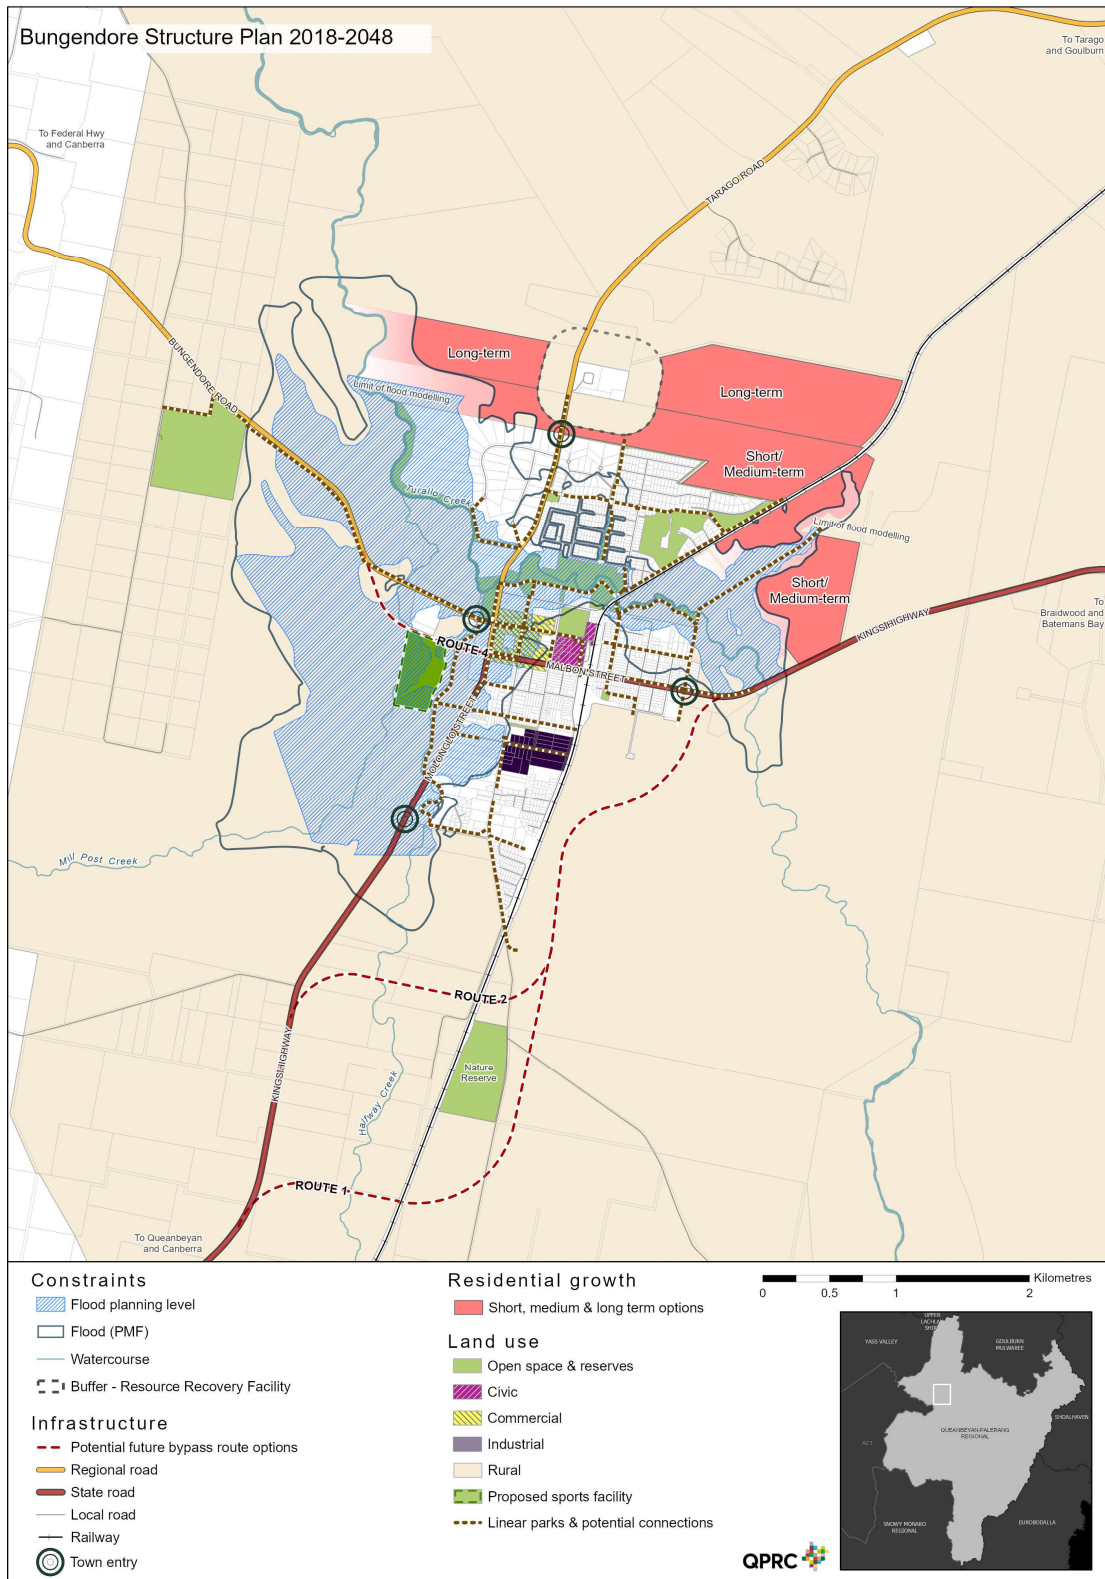 Bungendore Structure Plan 2018-2048
To Tarago
and Goulburn
To Federal Hwy
and Canberra
TARAGO ROAD
BUNGENDORE ROAD
Long-term
Long-term
Limit of flood modelling
Short/
Medium-term
Turallo Creek
Limit of flood modelling
Short/
Medium-term
To
Braidwood and
Batemans Bay
KINGS HIGHWAY
ROUTE 4
MALBON STREET
MOLONGLO STREET
Mill Post Creek
ROUTE 2
KINGS HIGHWAY
Nature
Reserve
Halfway Creek
ROUTE 1
To Queanbeyan
and Canberra
Constraints
Flood planning level
Flood (PMF)
Watercourse
Buffer - Resource Recovery Facility
Infrastructure
Potential future bypass route options
Regional road
State road
Local road
Railway
Town entry
Residential growth
Short, medium & long term options
Land use
Open space & reserves
Civic
Commercial
Industrial
Rural
Proposed sports facility
Linear parks & potential connections
Kilometres
0 0.5 1 2
UPPER
LACHLAN
SHIRE
YASS VALLEY
GOULBURN
MULWAREE
SHOALHAVEN
QUEANBEYAN-PALERANG
REGIONAL
ACT
SNOWY MONARO
REGIONAL
EUROBODALLA
QPRC